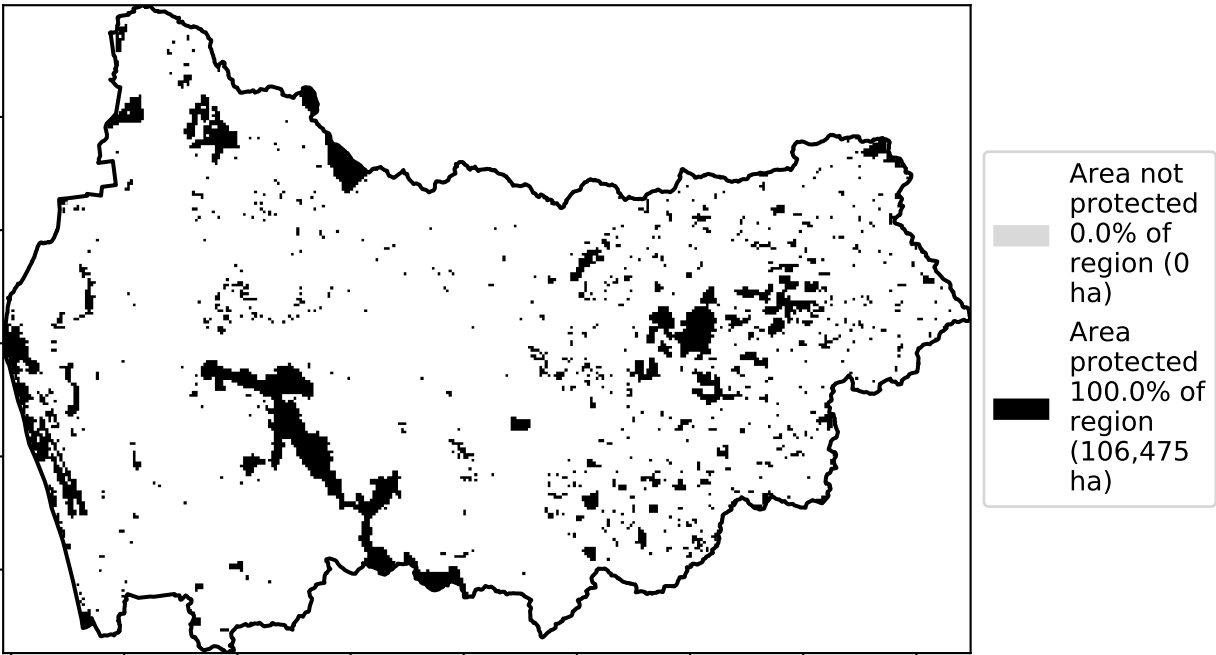 Area not
protected
0.0% of
region (0
ha)
Area
protected
100.0% of
region
(106,475
ha)